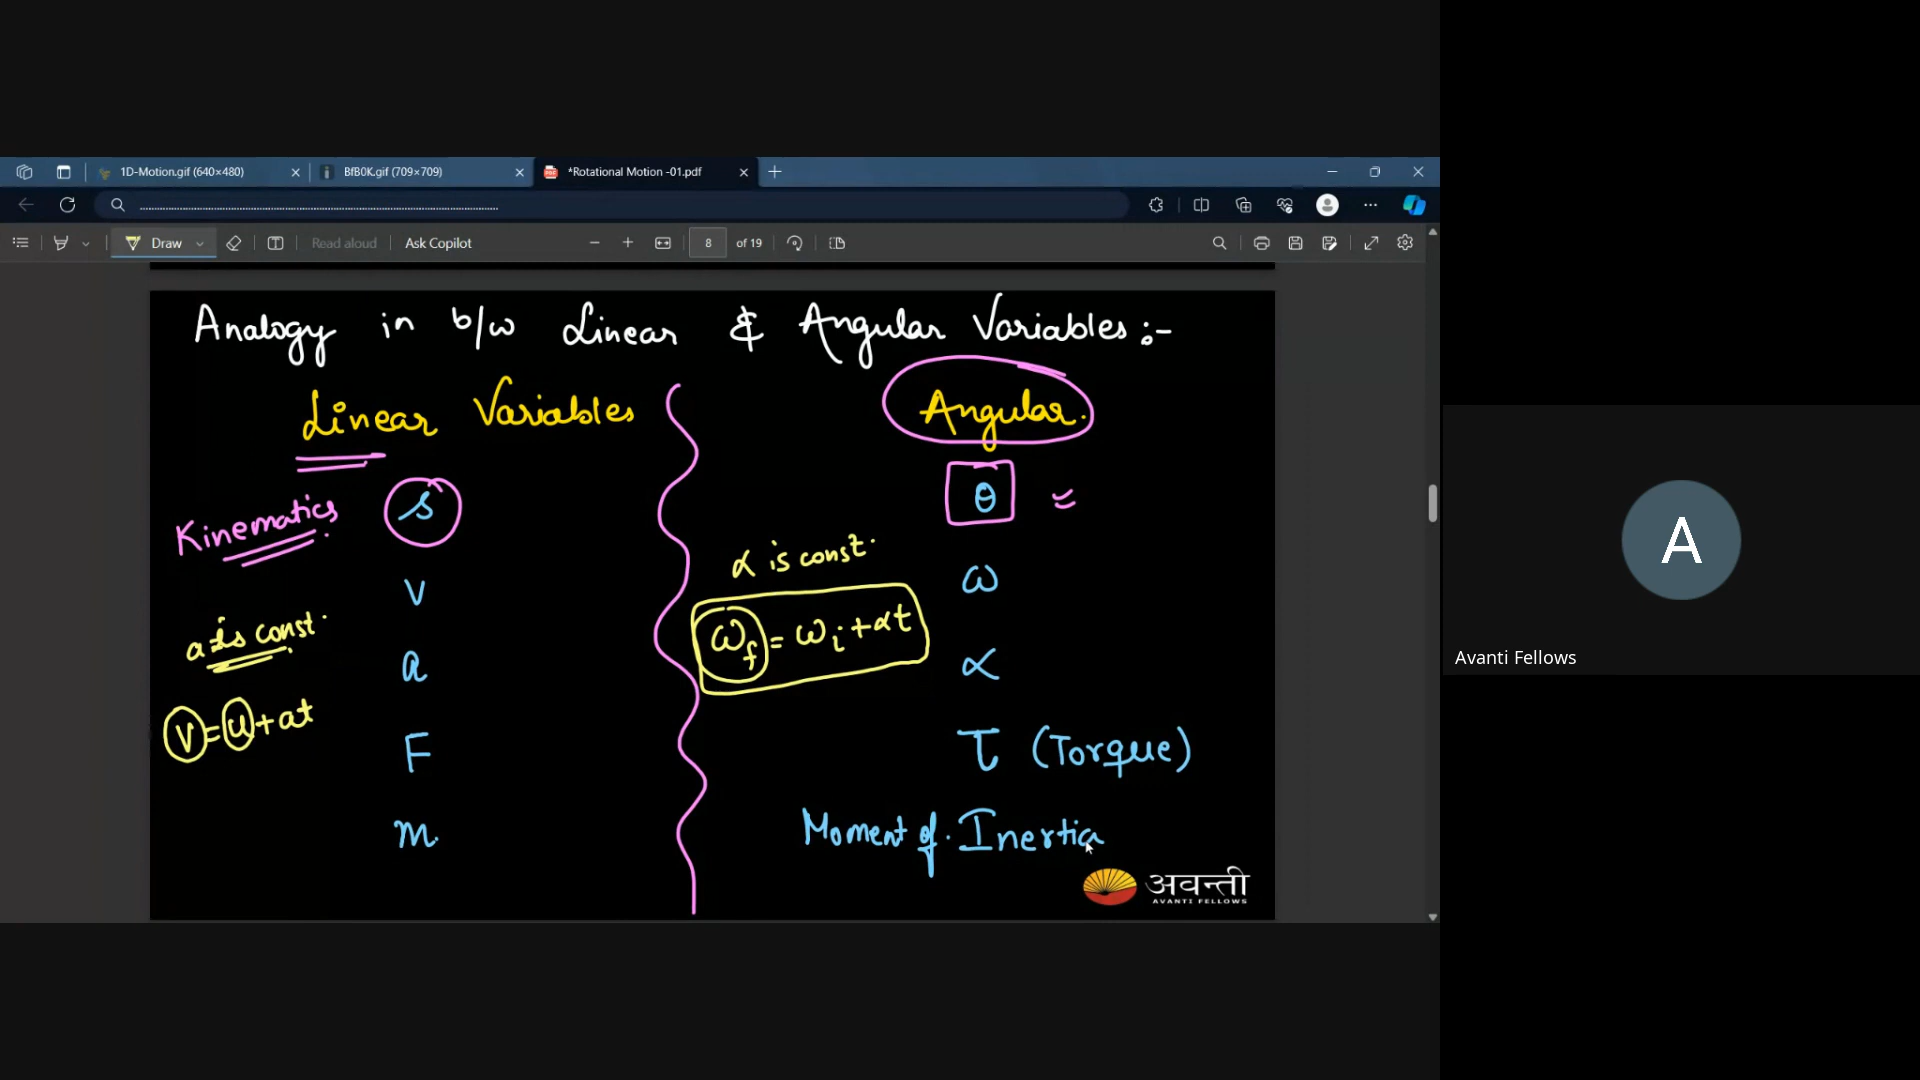 1D-Motion.gif (640×480)
BfB0K.gif (709×709)
*Rotational Motion -01.pdf
Draw
Read aloud
Ask Copilot
8 of 19
Analogy in b/w Linear & Angular Variables :-
Linear Variables
Angular.
Kinematics
s
θ
α is const.
v
ω
a is const.
ωf = ωi + αt
a
α
v = u + at
F
τ (Torque)
m.
Moment of. Inertia
अवन्ती
AVANTI FELLOWS
A
Avanti Fellows